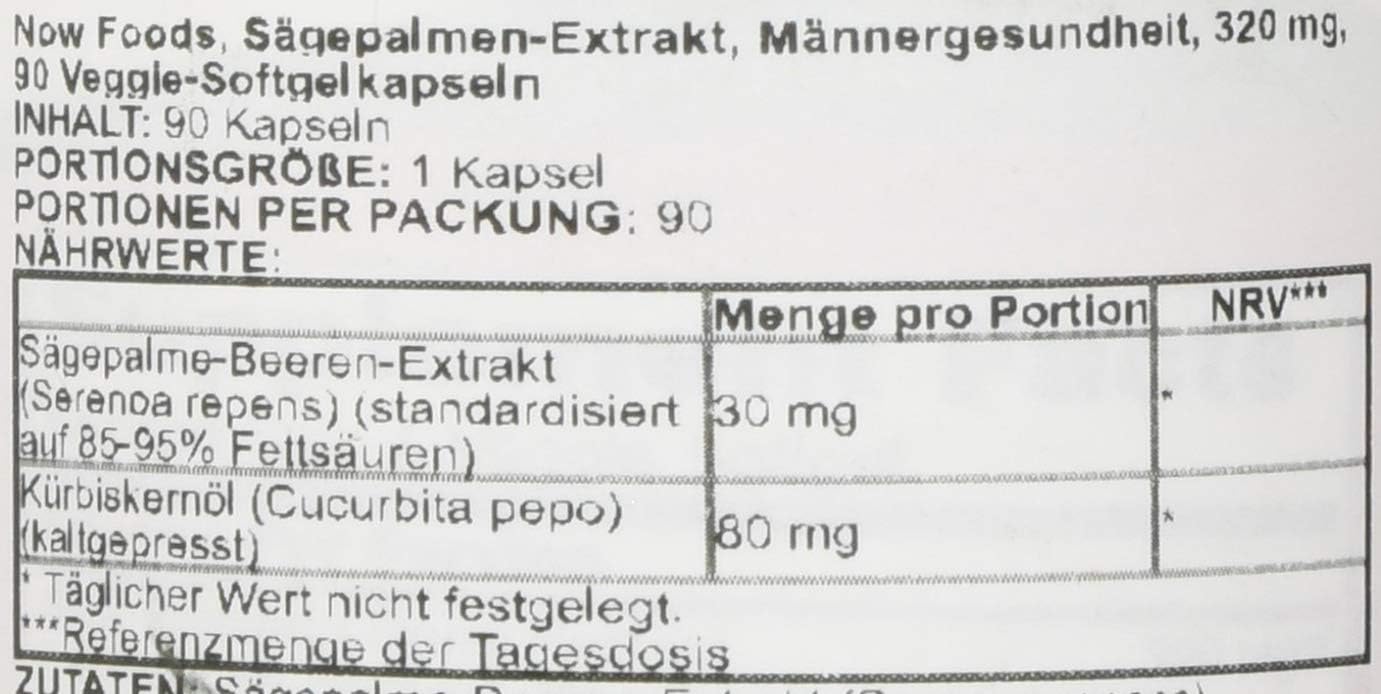 Now Foods, Sägepalmen-Extrakt, Männergesundheit, 320 mg,
90 Veggie-Softgelkapseln
INHALT: 90 Kapseln
PORTIONSGRÖßE: 1 Kapsel
PORTIONEN PER PACKUNG: 90
NÄHRWERTE:
Menge pro Portion NRV***
Sägepalme-Beeren-Extrakt
(Serenoa repens) (standardisiert 30 mg *
auf 85-95% Fettsäuren)
Kürbiskernöl (Cucurbita pepo) 80 mg *
(kaltgepresst)
* Täglicher Wert nicht festgelegt.
***Referenzmenge der Tagesdosis
ZUTATEN: